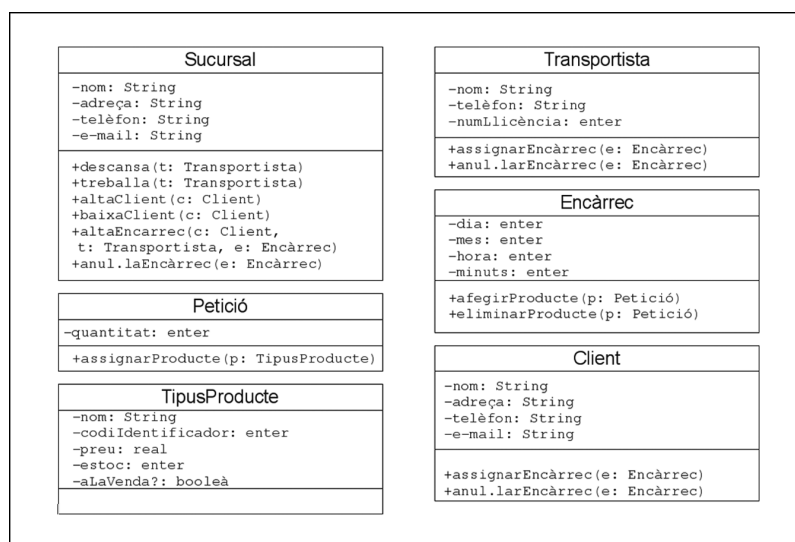 Sucursal
-nom: String
-adreça: String
-telèfon: String
-e-mail: String
+descansa(t: Transportista)
+treballa(t: Transportista)
+altaClient(c: Client)
+baixaClient(c: Client)
+altaEncarrec(c: Client,
t: Transportista, e: Encàrrec)
+anul.laEncàrrec(e: Encàrrec)
Petició
-quantitat: enter
+assignarProducte(p: TipusProducte)
TipusProducte
-nom: String
-codiIdentificador: enter
-preu: real
-estoc: enter
-aLaVenda?: booleà
Transportista
-nom: String
-telèfon: String
-numLlicència: enter
+assignarEncàrrec(e: Encàrrec)
+anul.larEncàrrec(e: Encàrrec)
Encàrrec
-dia: enter
-mes: enter
-hora: enter
-minuts: enter
+afegirProducte(p: Petició)
+eliminarProducte(p: Petició)
Client
-nom: String
-adreça: String
-telèfon: String
-e-mail: String
+assignarEncàrrec(e: Encàrrec)
+anul.larEncàrrec(e: Encàrrec)